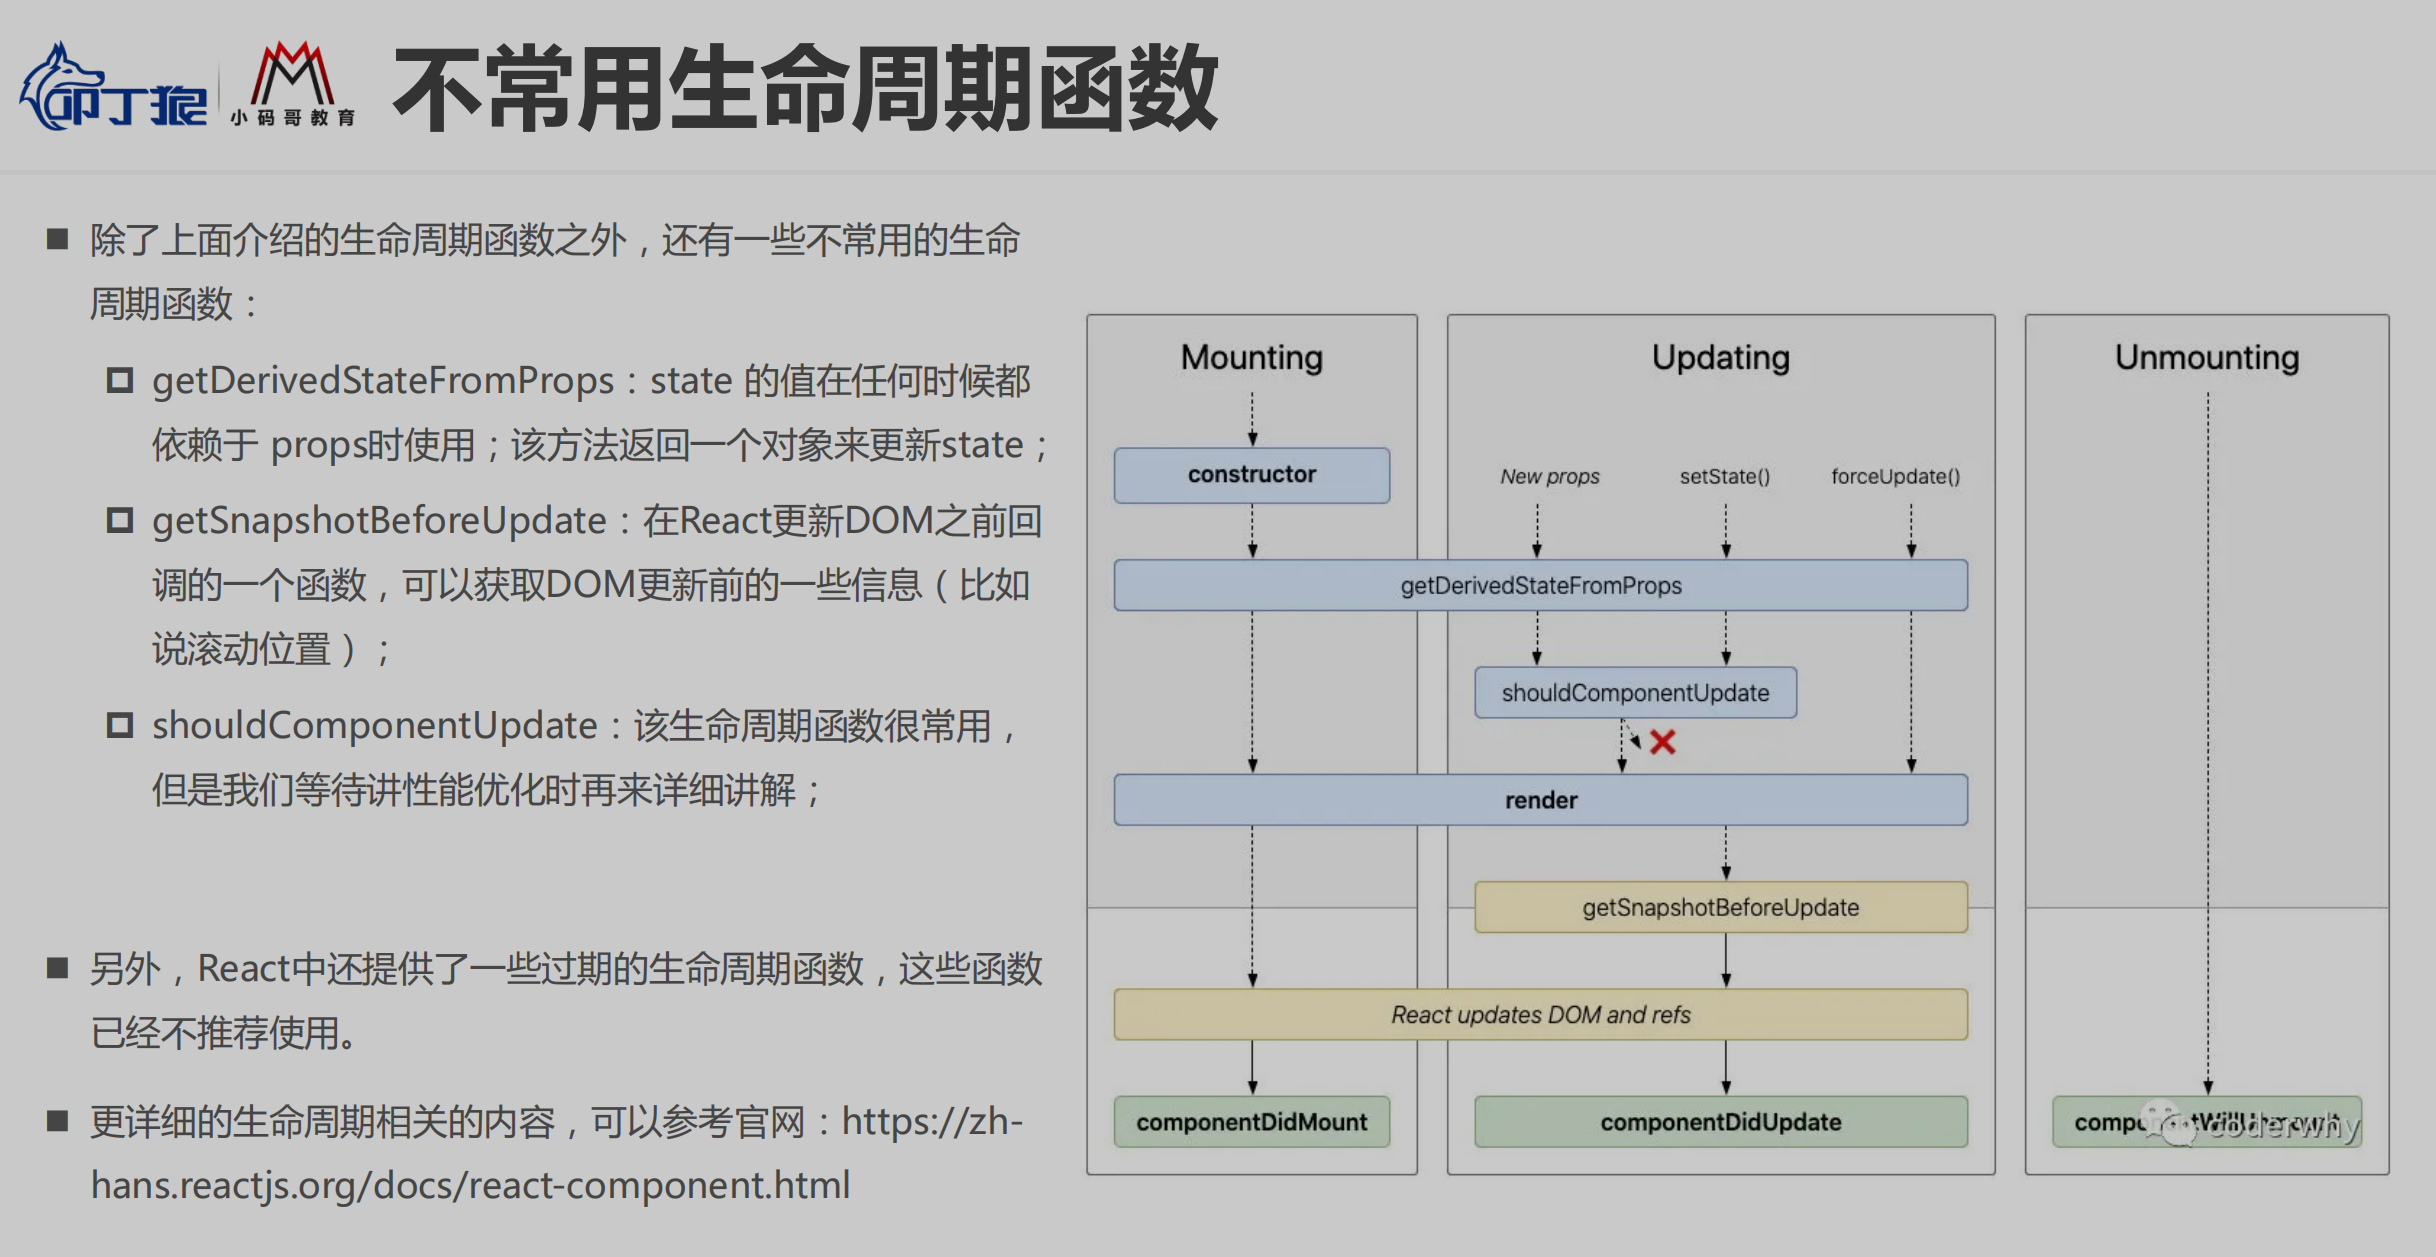 叩丁狼
小码哥教育
不常用生命周期函数
除了上面介绍的生命周期函数之外，还有一些不常用的生命
周期函数：
getDerivedStateFromProps：state 的值在任何时候都
依赖于 props时使用；该方法返回一个对象来更新state；
getSnapshotBeforeUpdate：在React更新DOM之前回
调的一个函数，可以获取DOM更新前的一些信息（比如
说滚动位置）；
shouldComponentUpdate：该生命周期函数很常用，
但是我们等待讲性能优化时再来详细讲解；
另外，React中还提供了一些过期的生命周期函数，这些函数
已经不推荐使用。
更详细的生命周期相关的内容，可以参考官网：https://zh-
hans.reactjs.org/docs/react-component.html
Mounting
constructor
Updating
New props
setState()
forceUpdate()
getDerivedStateFromProps
shouldComponentUpdate
render
getSnapshotBeforeUpdate
React updates DOM and refs
componentDidMount
componentDidUpdate
Unmounting
componentWillUnmount
coderwhy